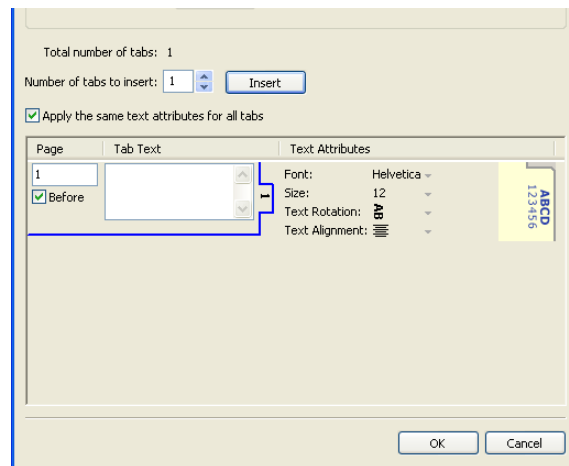 Total number of tabs: 1
Number of tabs to insert: 1 Insert
Apply the same text attributes for all tabs
Page Tab Text Text Attributes
1
Before
1
Font: Helvetica
Size: 12
Text Rotation: AB
Text Alignment:
ABCD
123456
OK Cancel